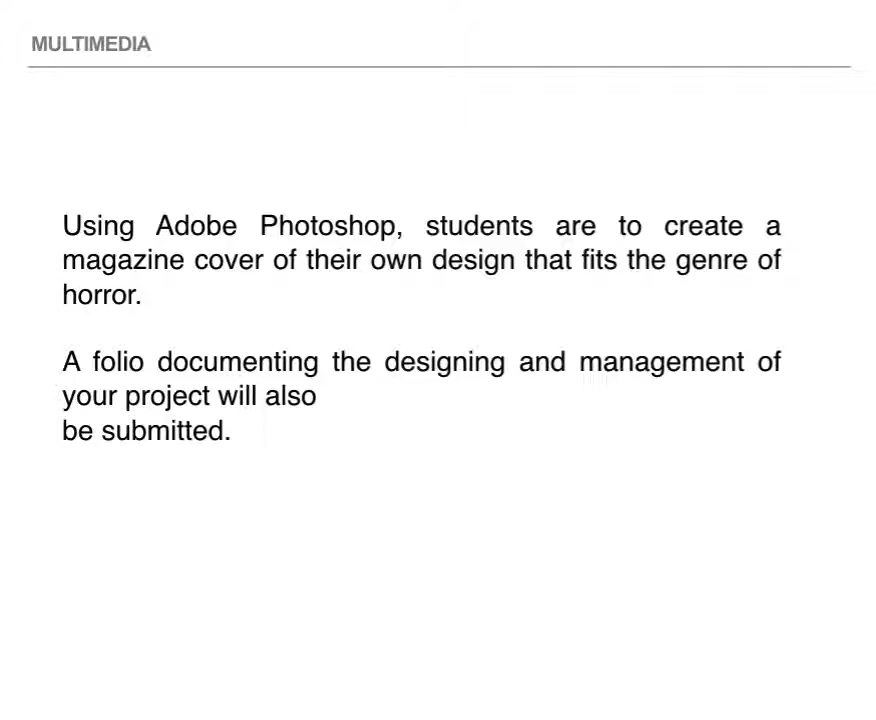 MULTIMEDIA
Using Adobe Photoshop, students are to create a
magazine cover of their own design that fits the genre of
horror.
A folio documenting the designing and management of
your project will also
be submitted.